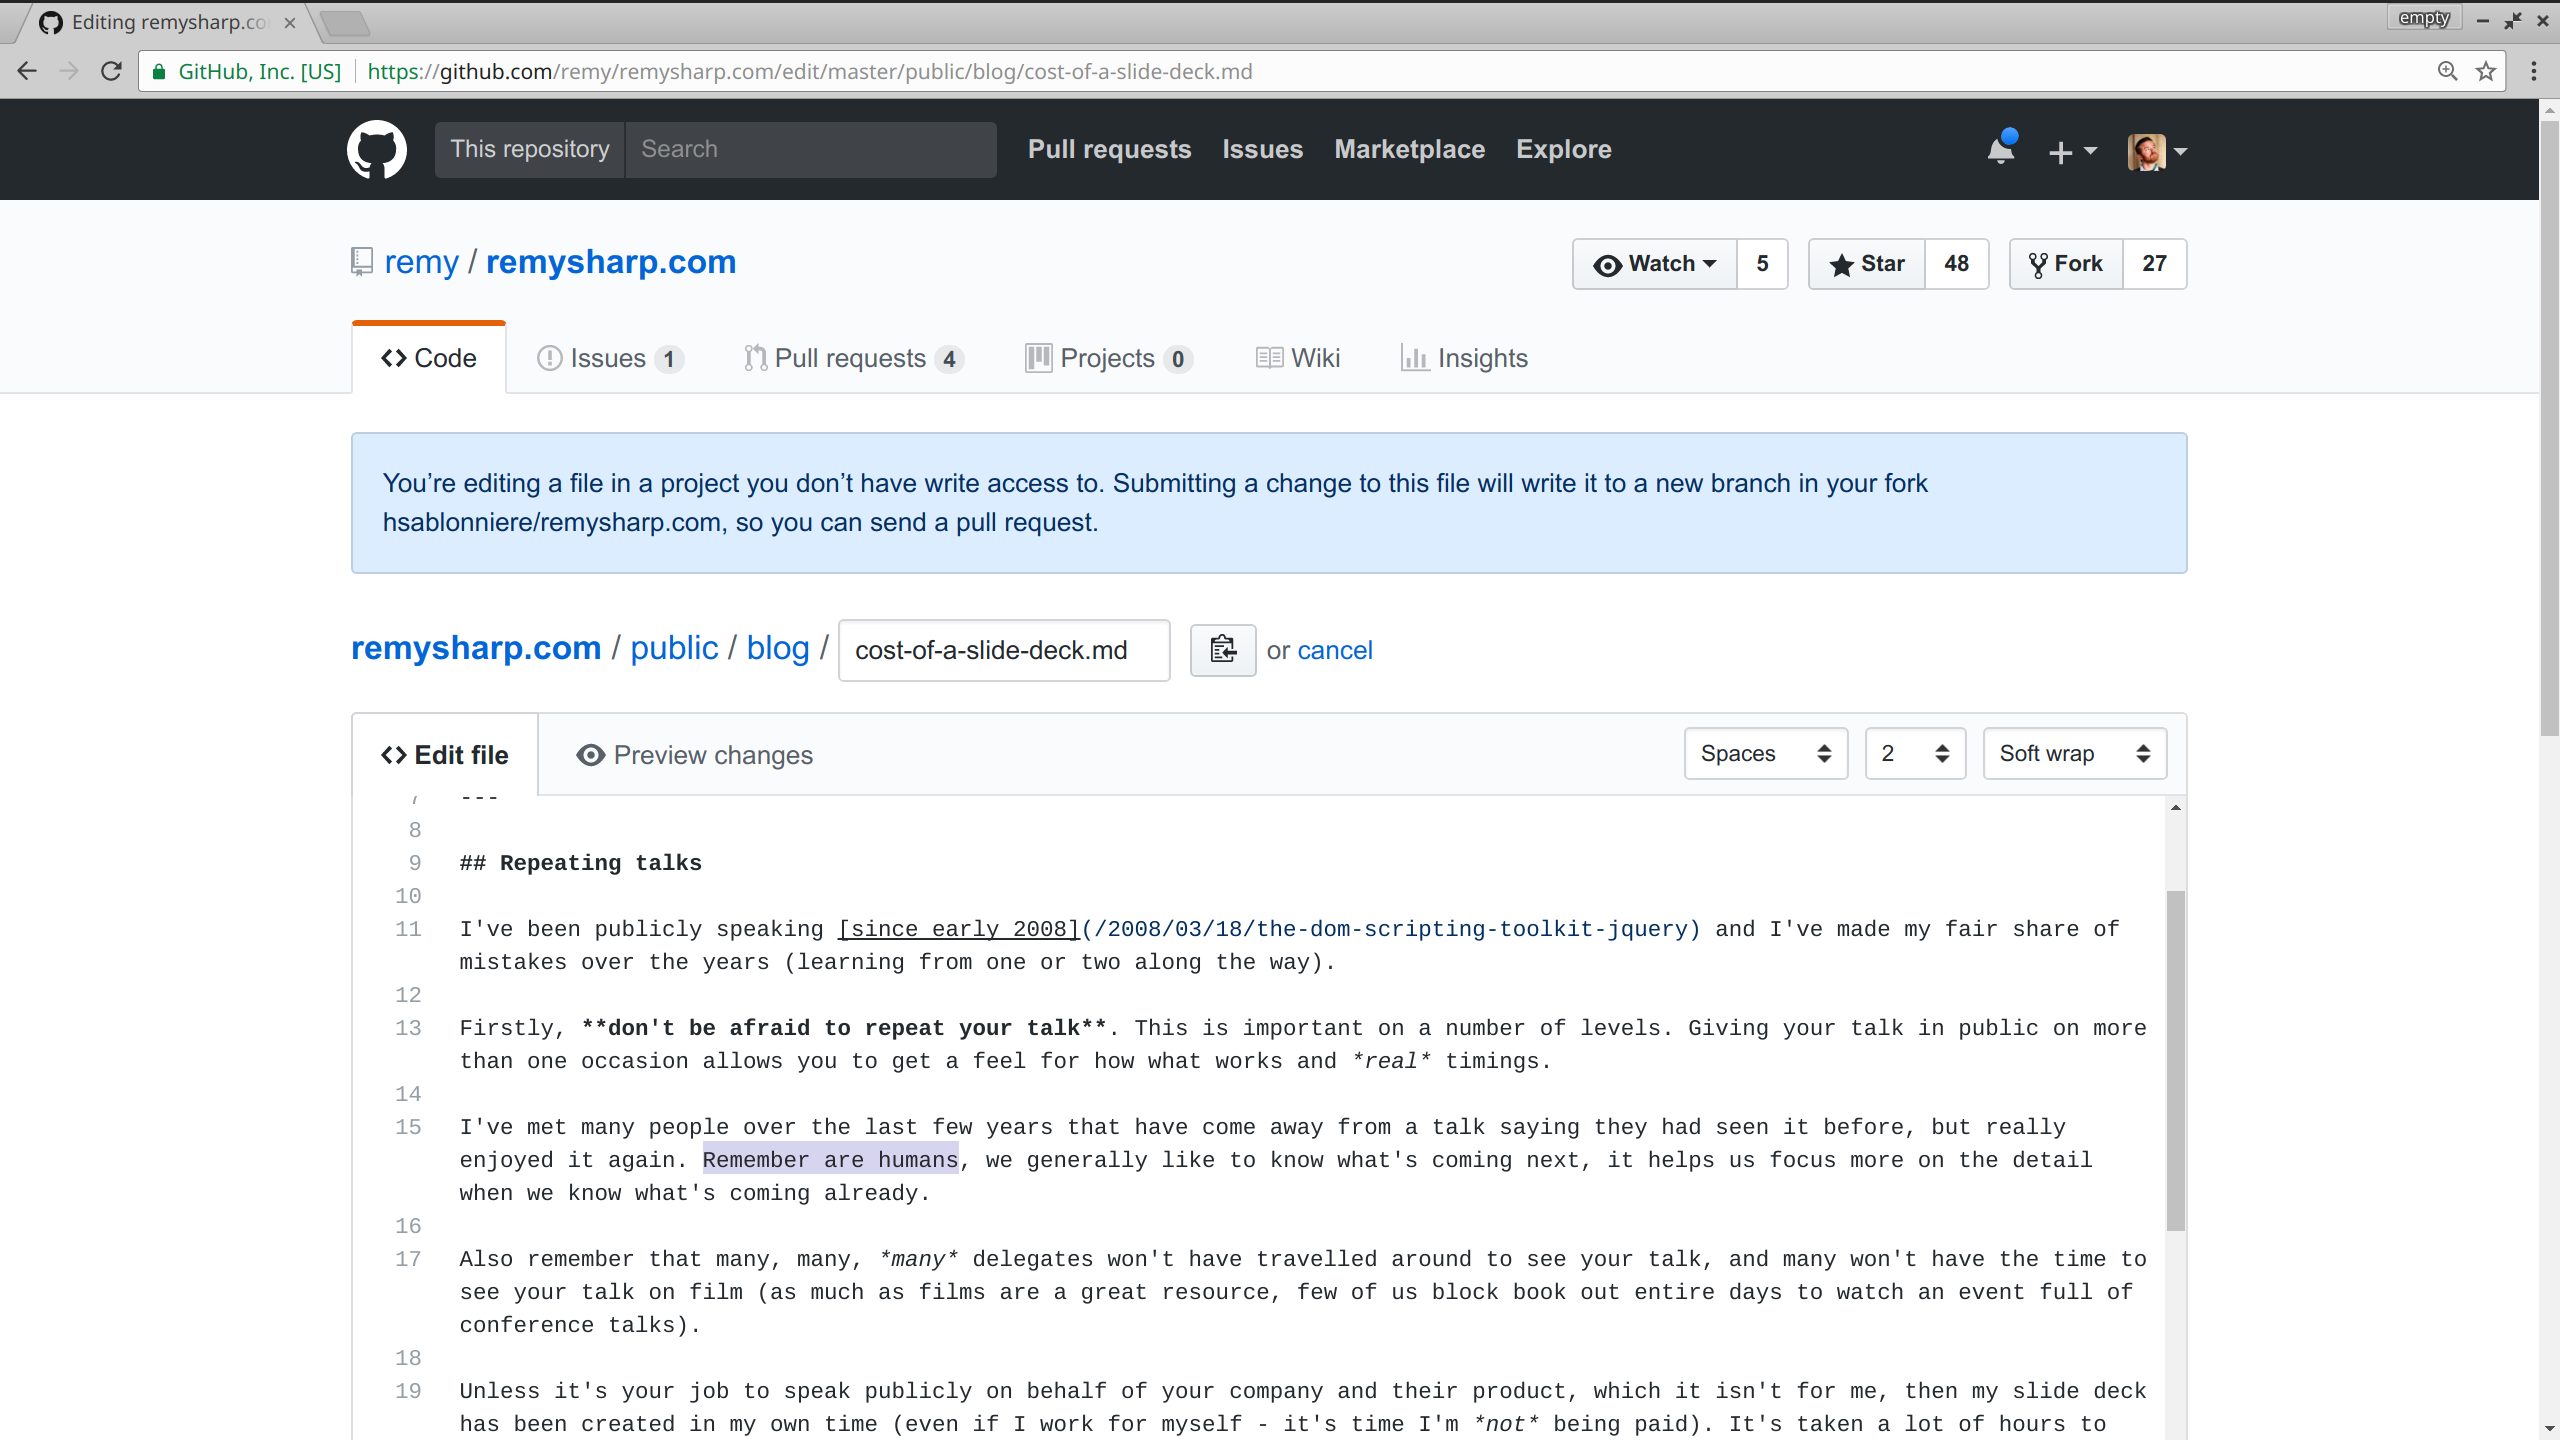 Editing remysharp.co
empty
GitHub, Inc. [US] https://github.com/remy/remysharp.com/edit/master/public/blog/cost-of-a-slide-deck.md
This repository Search Pull requests Issues Marketplace Explore
remy / remysharp.com Watch 5 Star 48 Fork 27
Code Issues 1 Pull requests 4 Projects 0 Wiki Insights
You’re editing a file in a project you don’t have write access to. Submitting a change to this file will write it to a new branch in your fork
hsablonniere/remysharp.com, so you can send a pull request.
remysharp.com / public / blog / cost-of-a-slide-deck.md or cancel
Edit file Preview changes Spaces 2 Soft wrap
7 ---
8
9 ## Repeating talks
10
11 I've been publicly speaking [since early 2008](/2008/03/18/the-dom-scripting-toolkit-jquery) and I've made my fair share of
mistakes over the years (learning from one or two along the way).
12
13 Firstly, **don't be afraid to repeat your talk**. This is important on a number of levels. Giving your talk in public on more
than one occasion allows you to get a feel for how what works and *real* timings.
14
15 I've met many people over the last few years that have come away from a talk saying they had seen it before, but really
enjoyed it again. Remember are humans, we generally like to know what's coming next, it helps us focus more on the detail
when we know what's coming already.
16
17 Also remember that many, many, *many* delegates won't have travelled around to see your talk, and many won't have the time to
see your talk on film (as much as films are a great resource, few of us block book out entire days to watch an event full of
conference talks).
18
19 Unless it's your job to speak publicly on behalf of your company and their product, which it isn't for me, then my slide deck
has been created in my own time (even if I work for myself - it's time I'm *not* being paid). It's taken a lot of hours to